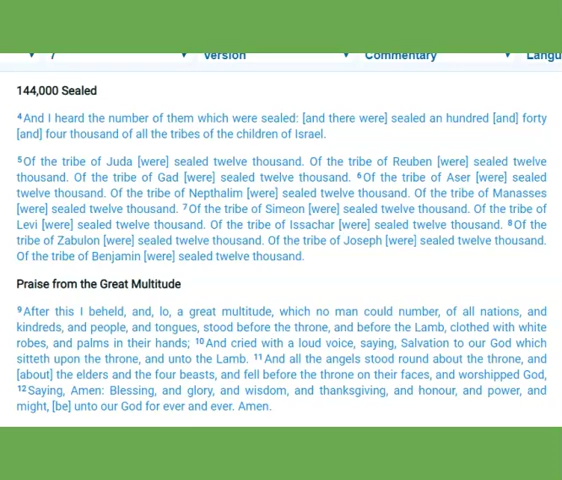 / Version Commentary Langu
144,000 Sealed
4And I heard the number of them which were sealed: [and there were] sealed an hundred [and] forty
[and] four thousand of all the tribes of the children of Israel.
5Of the tribe of Juda [were] sealed twelve thousand. Of the tribe of Reuben [were] sealed twelve
thousand. Of the tribe of Gad [were] sealed twelve thousand. 6Of the tribe of Aser [were] sealed
twelve thousand. Of the tribe of Nepthalim [were] sealed twelve thousand. Of the tribe of Manasses
[were] sealed twelve thousand. 7Of the tribe of Simeon [were] sealed twelve thousand. Of the tribe of
Levi [were] sealed twelve thousand. Of the tribe of Issachar [were] sealed twelve thousand. 8Of the
tribe of Zabulon [were] sealed twelve thousand. Of the tribe of Joseph [were] sealed twelve thousand.
Of the tribe of Benjamin [were] sealed twelve thousand.
Praise from the Great Multitude
9After this I beheld, and, lo, a great multitude, which no man could number, of all nations, and
kindreds, and people, and tongues, stood before the throne, and before the Lamb, clothed with white
robes, and palms in their hands; 10And cried with a loud voice, saying, Salvation to our God which
sitteth upon the throne, and unto the Lamb. 11And all the angels stood round about the throne, and
[about] the elders and the four beasts, and fell before the throne on their faces, and worshipped God,
12Saying, Amen: Blessing, and glory, and wisdom, and thanksgiving, and honour, and power, and
might, [be] unto our God for ever and ever. Amen.